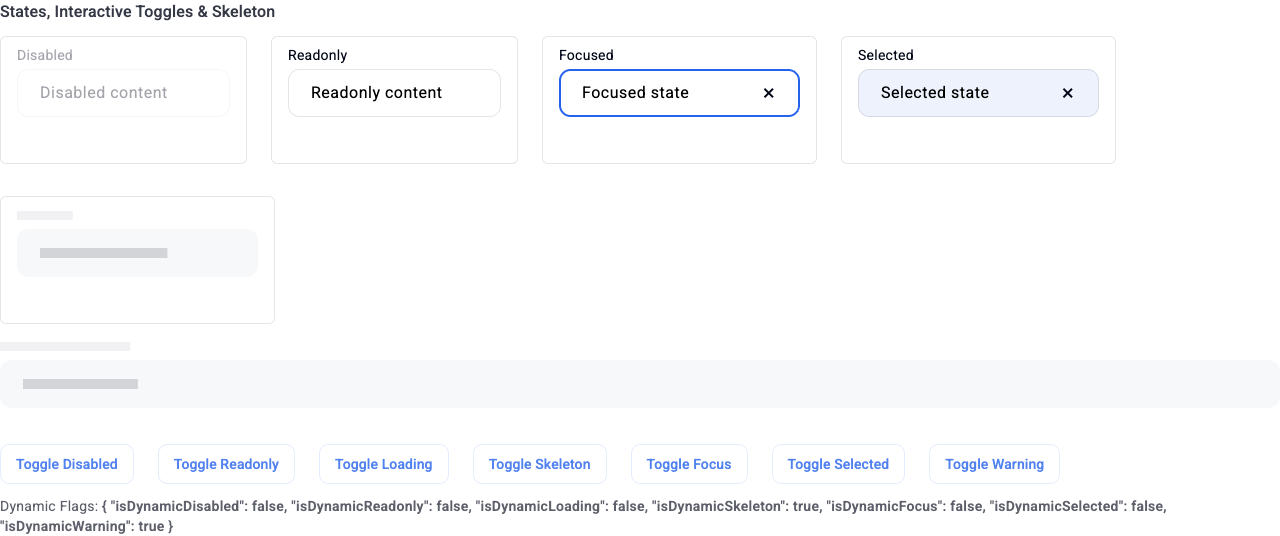 States, Interactive Toggles & Skeleton
Disabled
Disabled content
Readonly
Readonly content
Focused
Focused state
Selected
Selected state
Toggle Disabled
Toggle Readonly
Toggle Loading
Toggle Skeleton
Toggle Focus
Toggle Selected
Toggle Warning
Dynamic Flags: { "isDynamicDisabled": false, "isDynamicReadonly": false, "isDynamicLoading": false, "isDynamicSkeleton": true, "isDynamicFocus": false, "isDynamicSelected": false,
"isDynamicWarning": true }